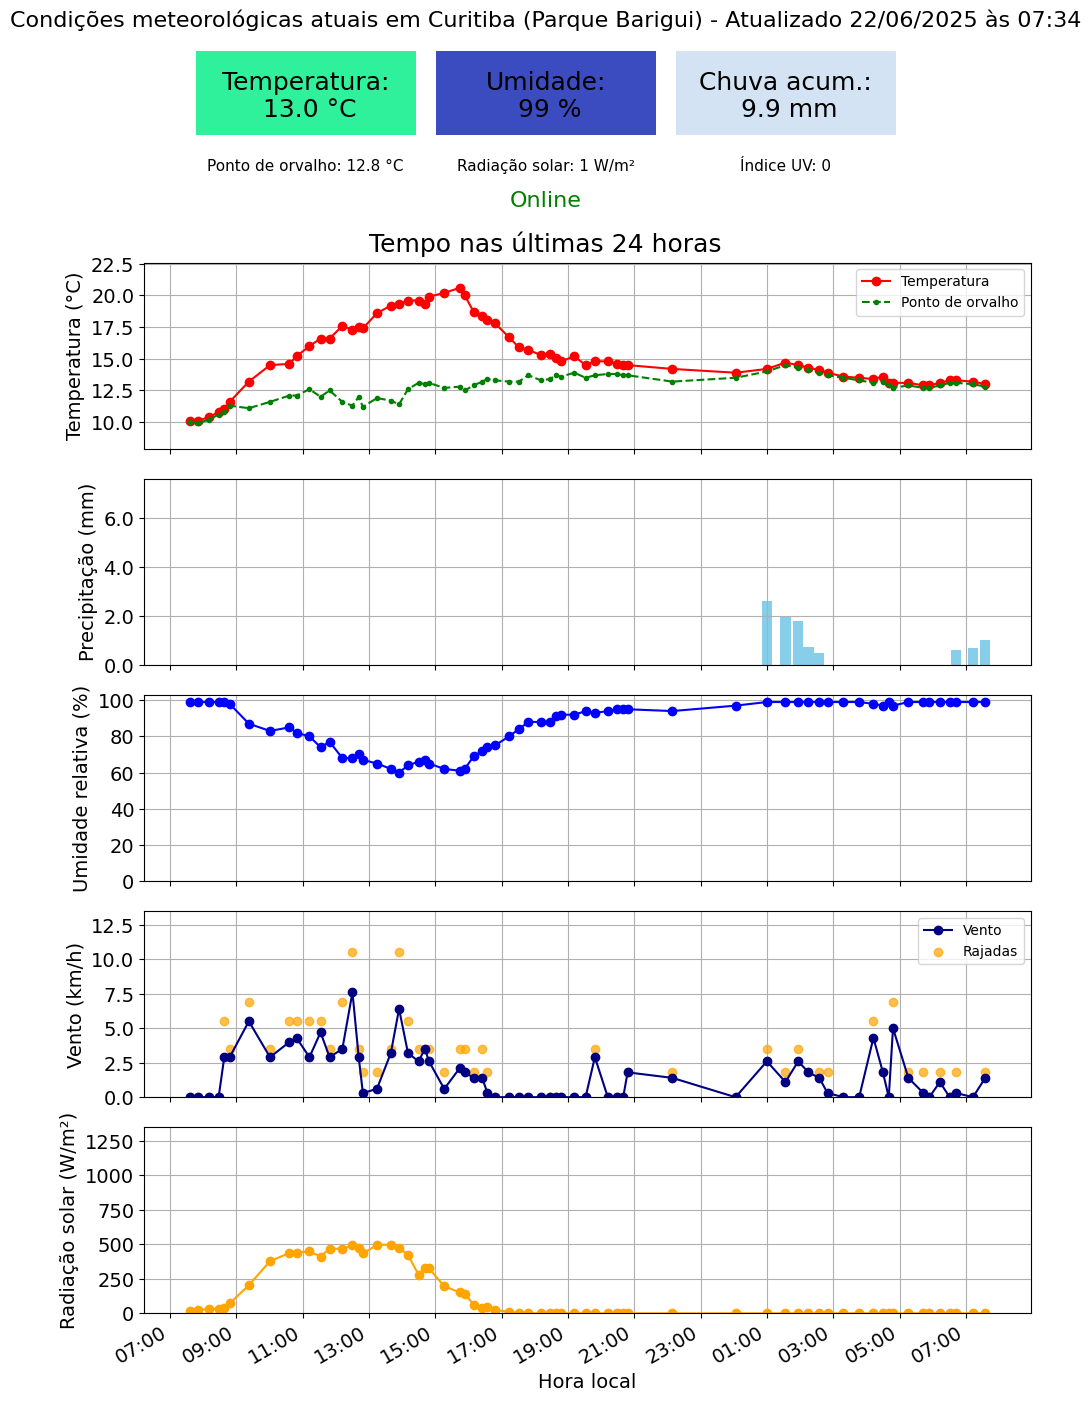 Condições meteorológicas atuais em Curitiba (Parque Barigui) - Atualizado 22/06/2025 às 07:34
Temperatura:
13.0 °C
Umidade:
99 %
Chuva acum.:
9.9 mm
Ponto de orvalho: 12.8 °C
Radiação solar: 1 W/m²
Índice UV: 0
Online
Tempo nas últimas 24 horas
Temperatura (°C)
22.5
20.0
17.5
15.0
12.5
10.0
Temperatura
Ponto de orvalho
Precipitação (mm)
6.0
4.0
2.0
0.0
Umidade relativa (%)
100
80
60
40
20
0
Vento (km/h)
12.5
10.0
7.5
5.0
2.5
0.0
Vento
Rajadas
Radiação solar (W/m²)
1250
1000
750
500
250
0
07:00
09:00
11:00
13:00
15:00
17:00
19:00
21:00
23:00
01:00
03:00
05:00
07:00
Hora local